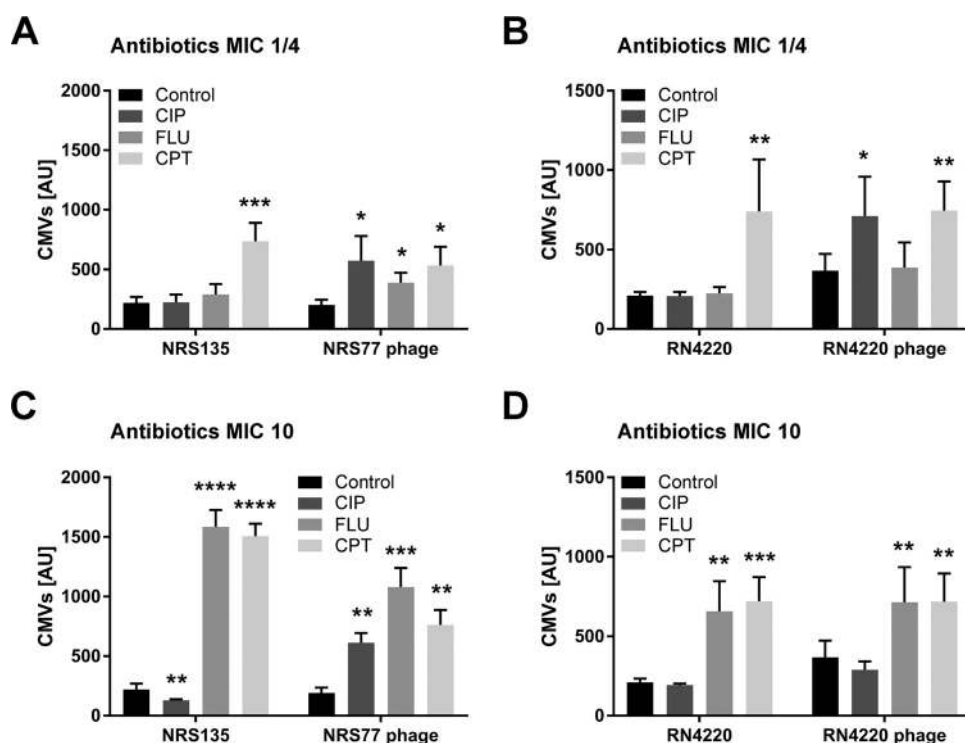 A
Antibiotics MIC 1/4
CMVs [AU]
2000
1500
1000
500
0
Control
CIP
FLU
CPT
***
*
*
*
NRS135
NRS77 phage
B
Antibiotics MIC 1/4
CMVs [AU]
1500
1000
500
0
Control
CIP
FLU
CPT
**
*
**
RN4220
RN4220 phage
C
Antibiotics MIC 10
CMVs [AU]
2000
1500
1000
500
0
Control
CIP
FLU
CPT
**
****
****
**
***
**
NRS135
NRS77 phage
D
Antibiotics MIC 10
CMVs [AU]
1500
1000
500
0
Control
CIP
FLU
CPT
**
***
**
**
RN4220
RN4220 phage